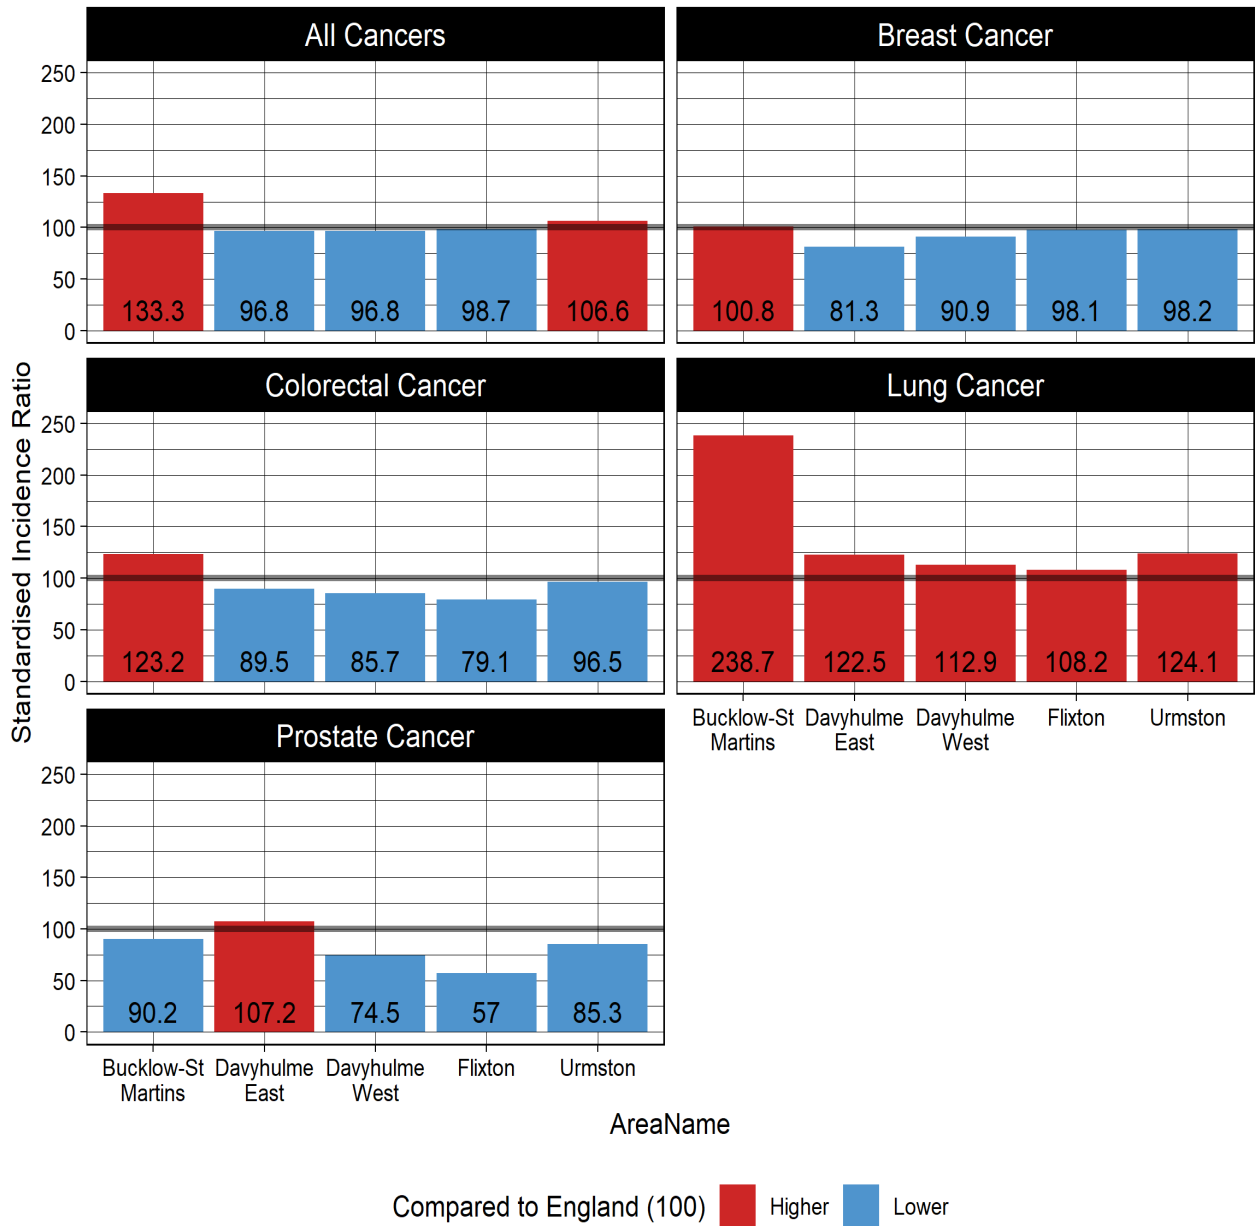 All Cancers
Breast Cancer
250
200
150
100
50
0
133.3 96.8 96.8 98.7 106.6
100.8 81.3 90.9 98.1 98.2
Standardised Incidence Ratio
Colorectal Cancer
Lung Cancer
250
200
150
100
50
0
123.2 89.5 85.7 79.1 96.5
238.7 122.5 112.9 108.2 124.1
Bucklow-St Davyhulme Davyhulme Flixton Urmston
Martins East West
Prostate Cancer
250
200
150
100
50
0
90.2 107.2 74.5 57 85.3
Bucklow-St Davyhulme Davyhulme Flixton Urmston
Martins East West
AreaName
Compared to England (100) Higher Lower